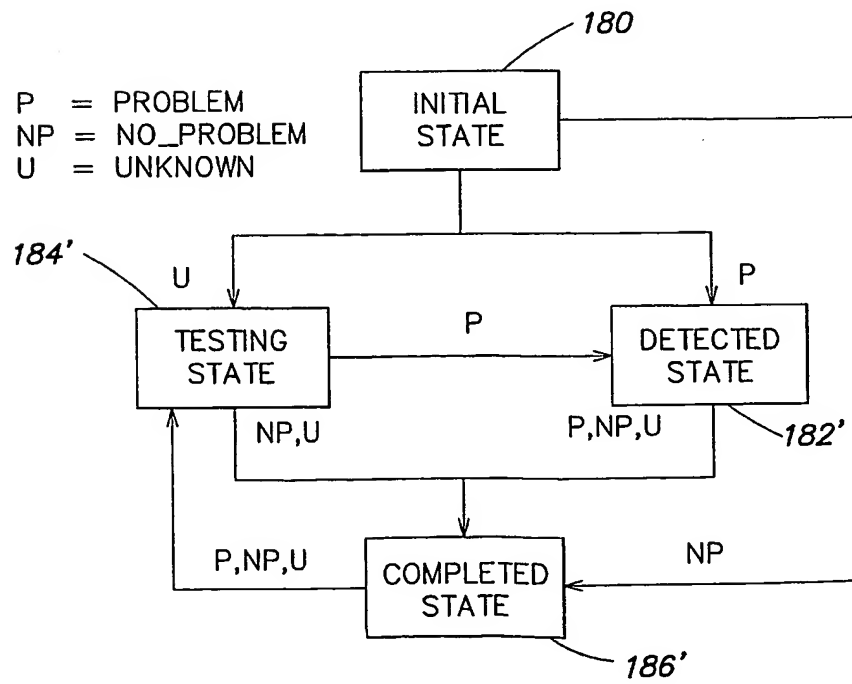 180
P = PROBLEM
NP = NO_PROBLEM
U = UNKNOWN
INITIAL
STATE
184'
U
P
TESTING
STATE
P
DETECTED
STATE
NP,U
P,NP,U
182'
P,NP,U
COMPLETED
STATE
NP
186'